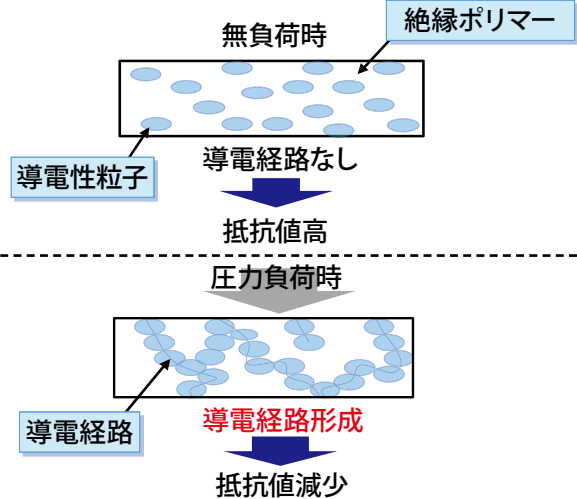 絶縁ポリマー
無負荷時
導電性粒子
導電経路なし
抵抗値高
圧力負荷時
導電経路
導電経路形成
抵抗値減少